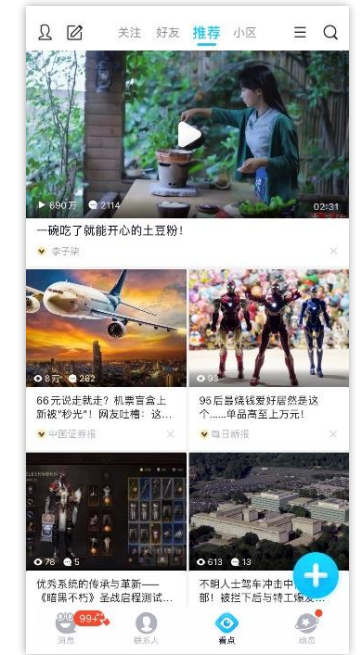 关注 好友 推荐 小区
690万 2114
02:31
一碗吃了就能开心的土豆粉！
李子柒
8万 262
93
66元说走就走？机票盲盒上
新被“秒光”！网友吐槽：这...
95后最烧钱爱好居然是这
个......单品高至上万元！
中国证券报
每日新报
78 5
613 13
优秀系统的传承与革新——
《暗黑不朽》圣战启程测试...
不明人士驾车冲击中
部！被拦下后与特工爆发...
99+
消息
联系人
看点
动态